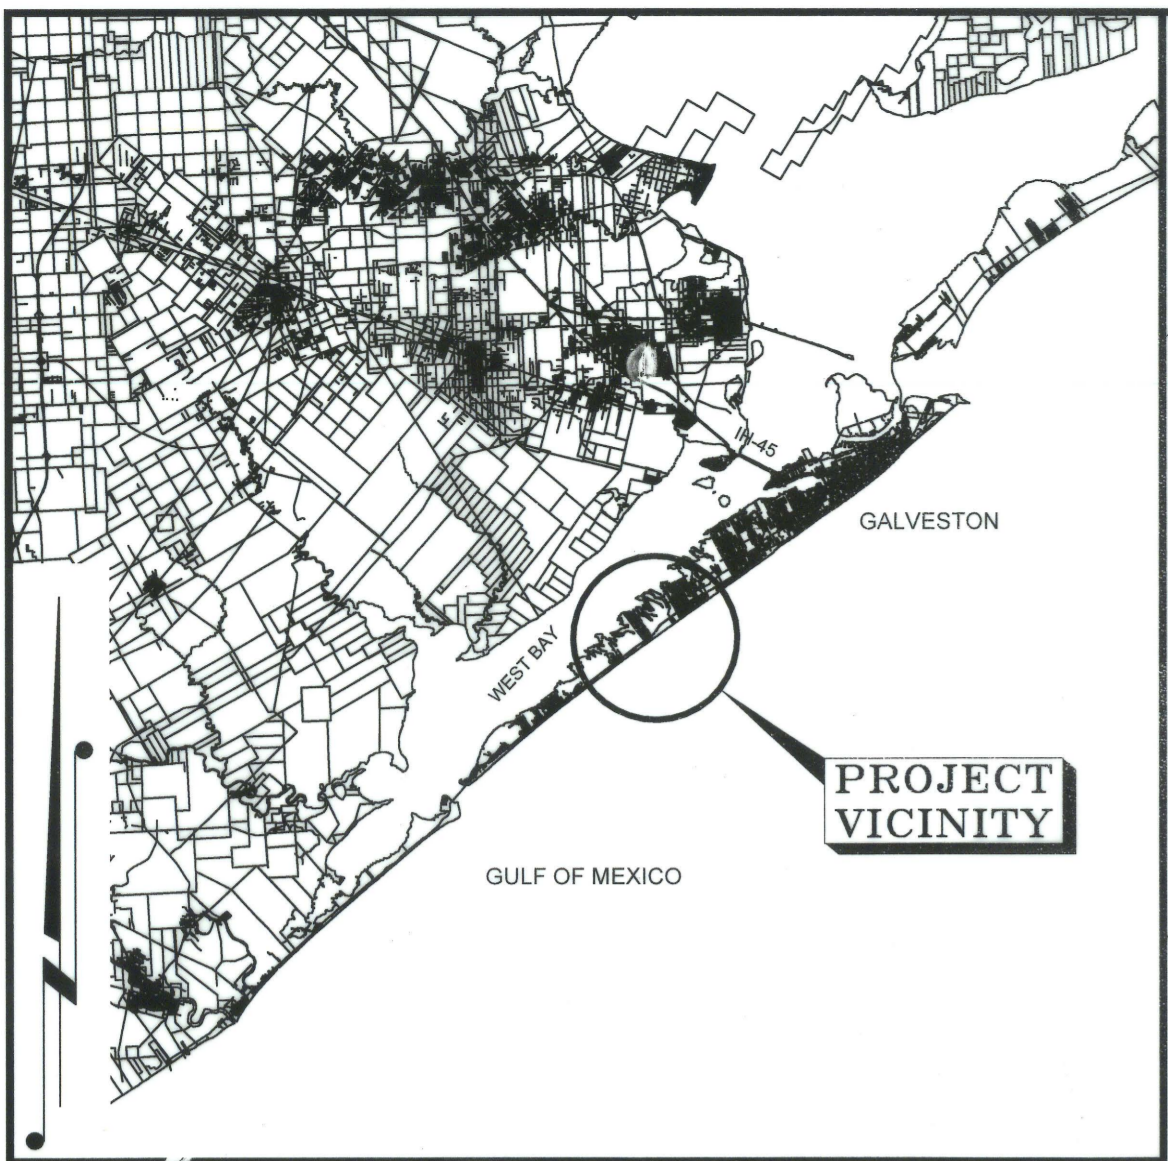 IH-45
GALVESTON
WEST BAY
PROJECT
VICINITY
GULF OF MEXICO